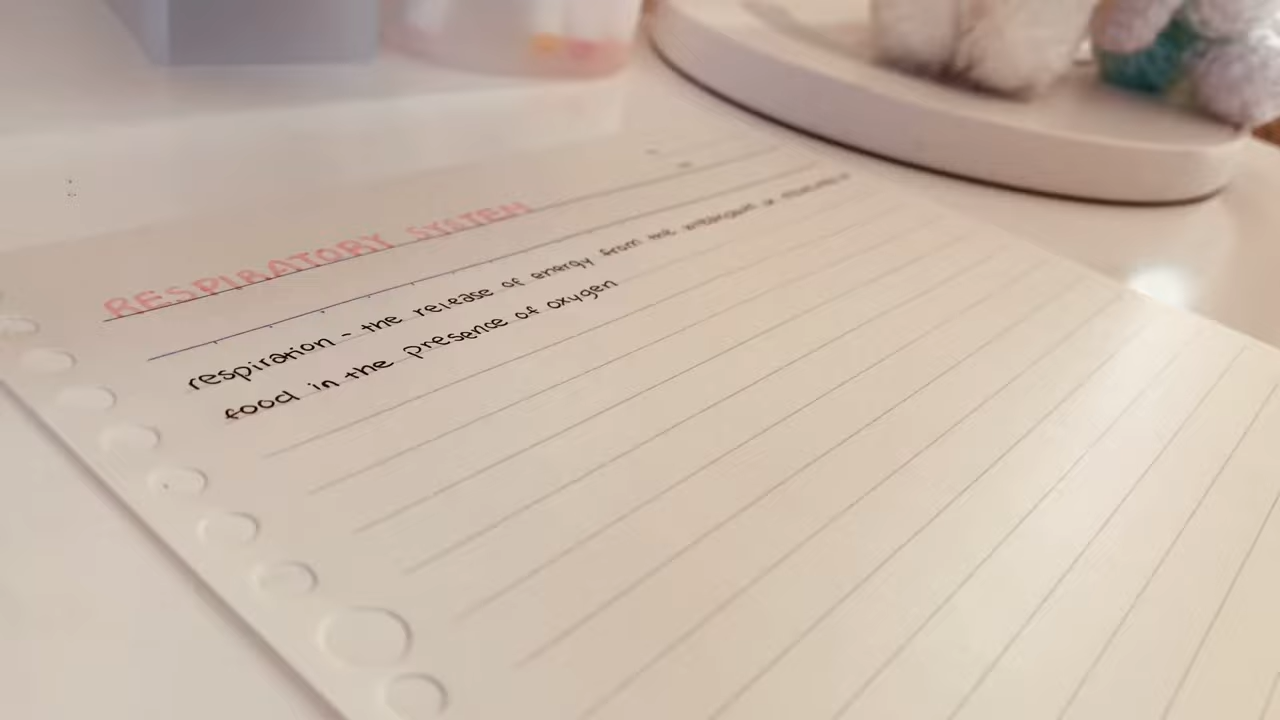 RESPIRATORY SYSTEM
respiration - the release of energy from the
food in the presence of oxygen